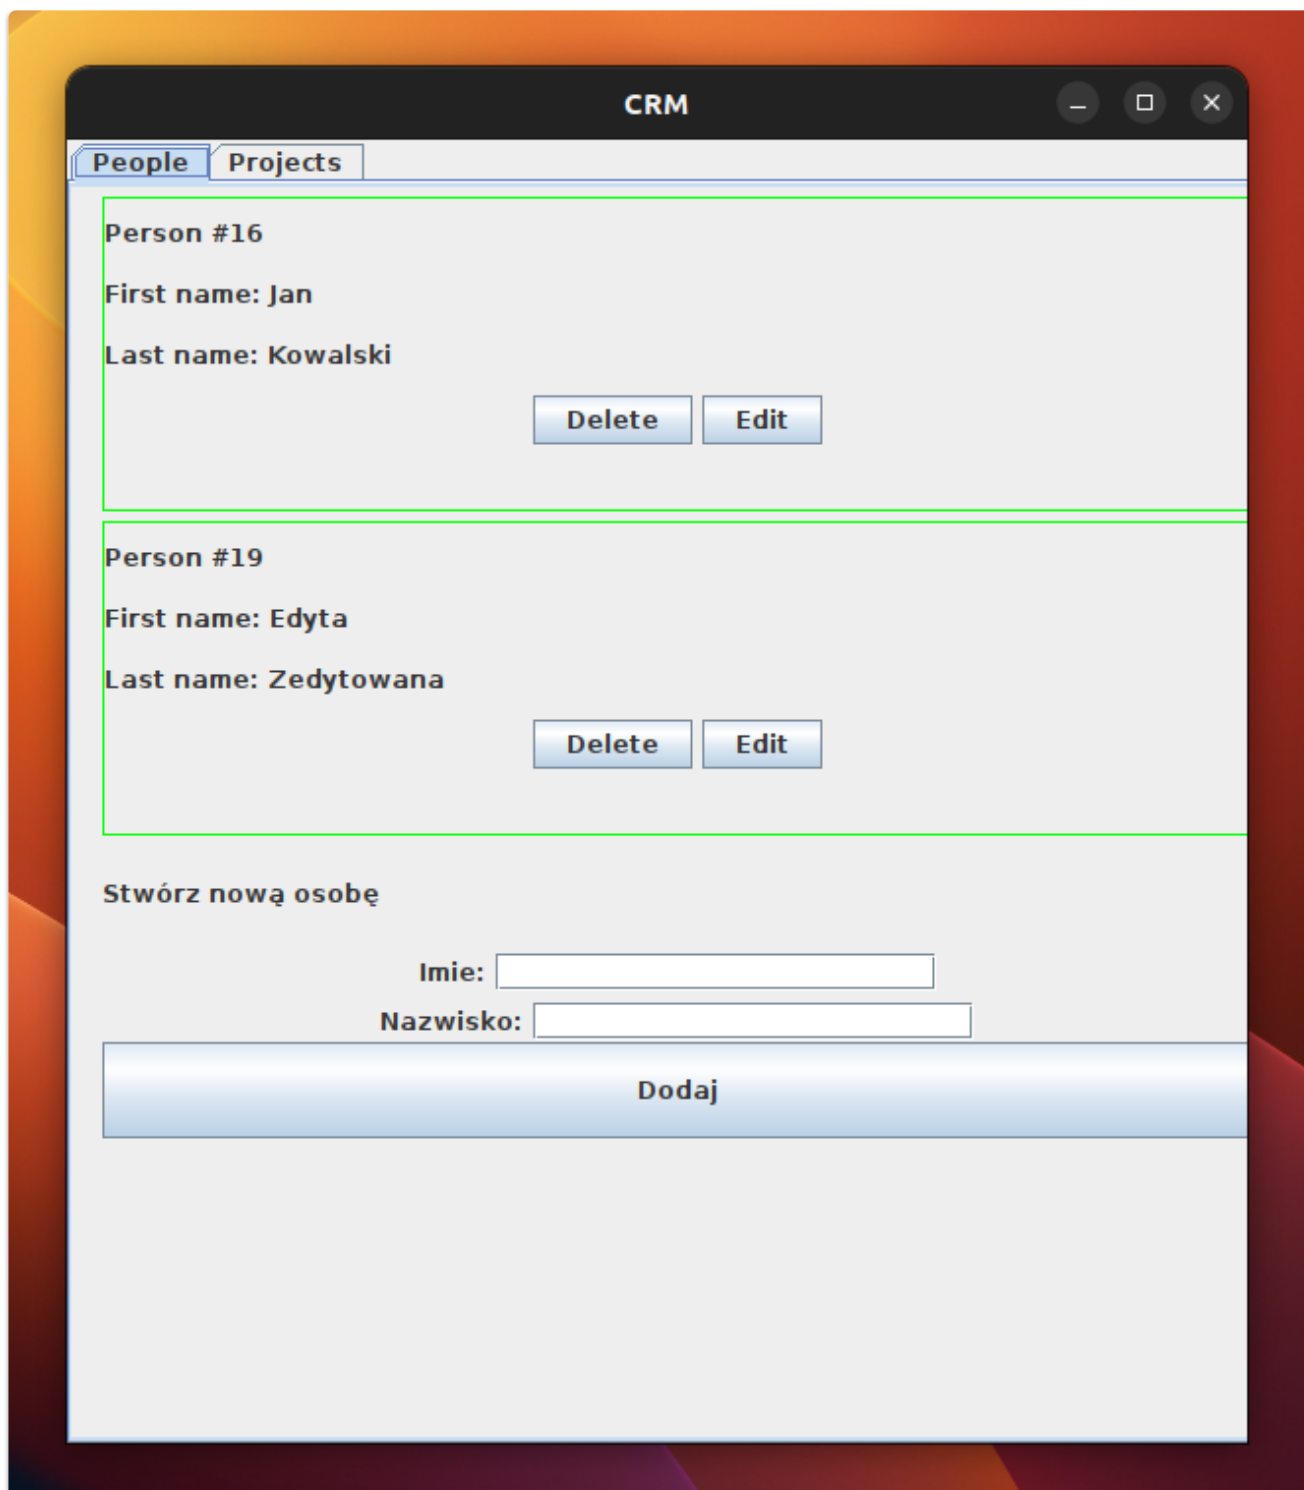 CRM
People Projects
Person #16
First name: Jan
Last name: Kowalski
Delete Edit
Person #19
First name: Edyta
Last name: Zedytowana
Delete Edit
Stwórz nową osobę
Imie:
Nazwisko:
Dodaj